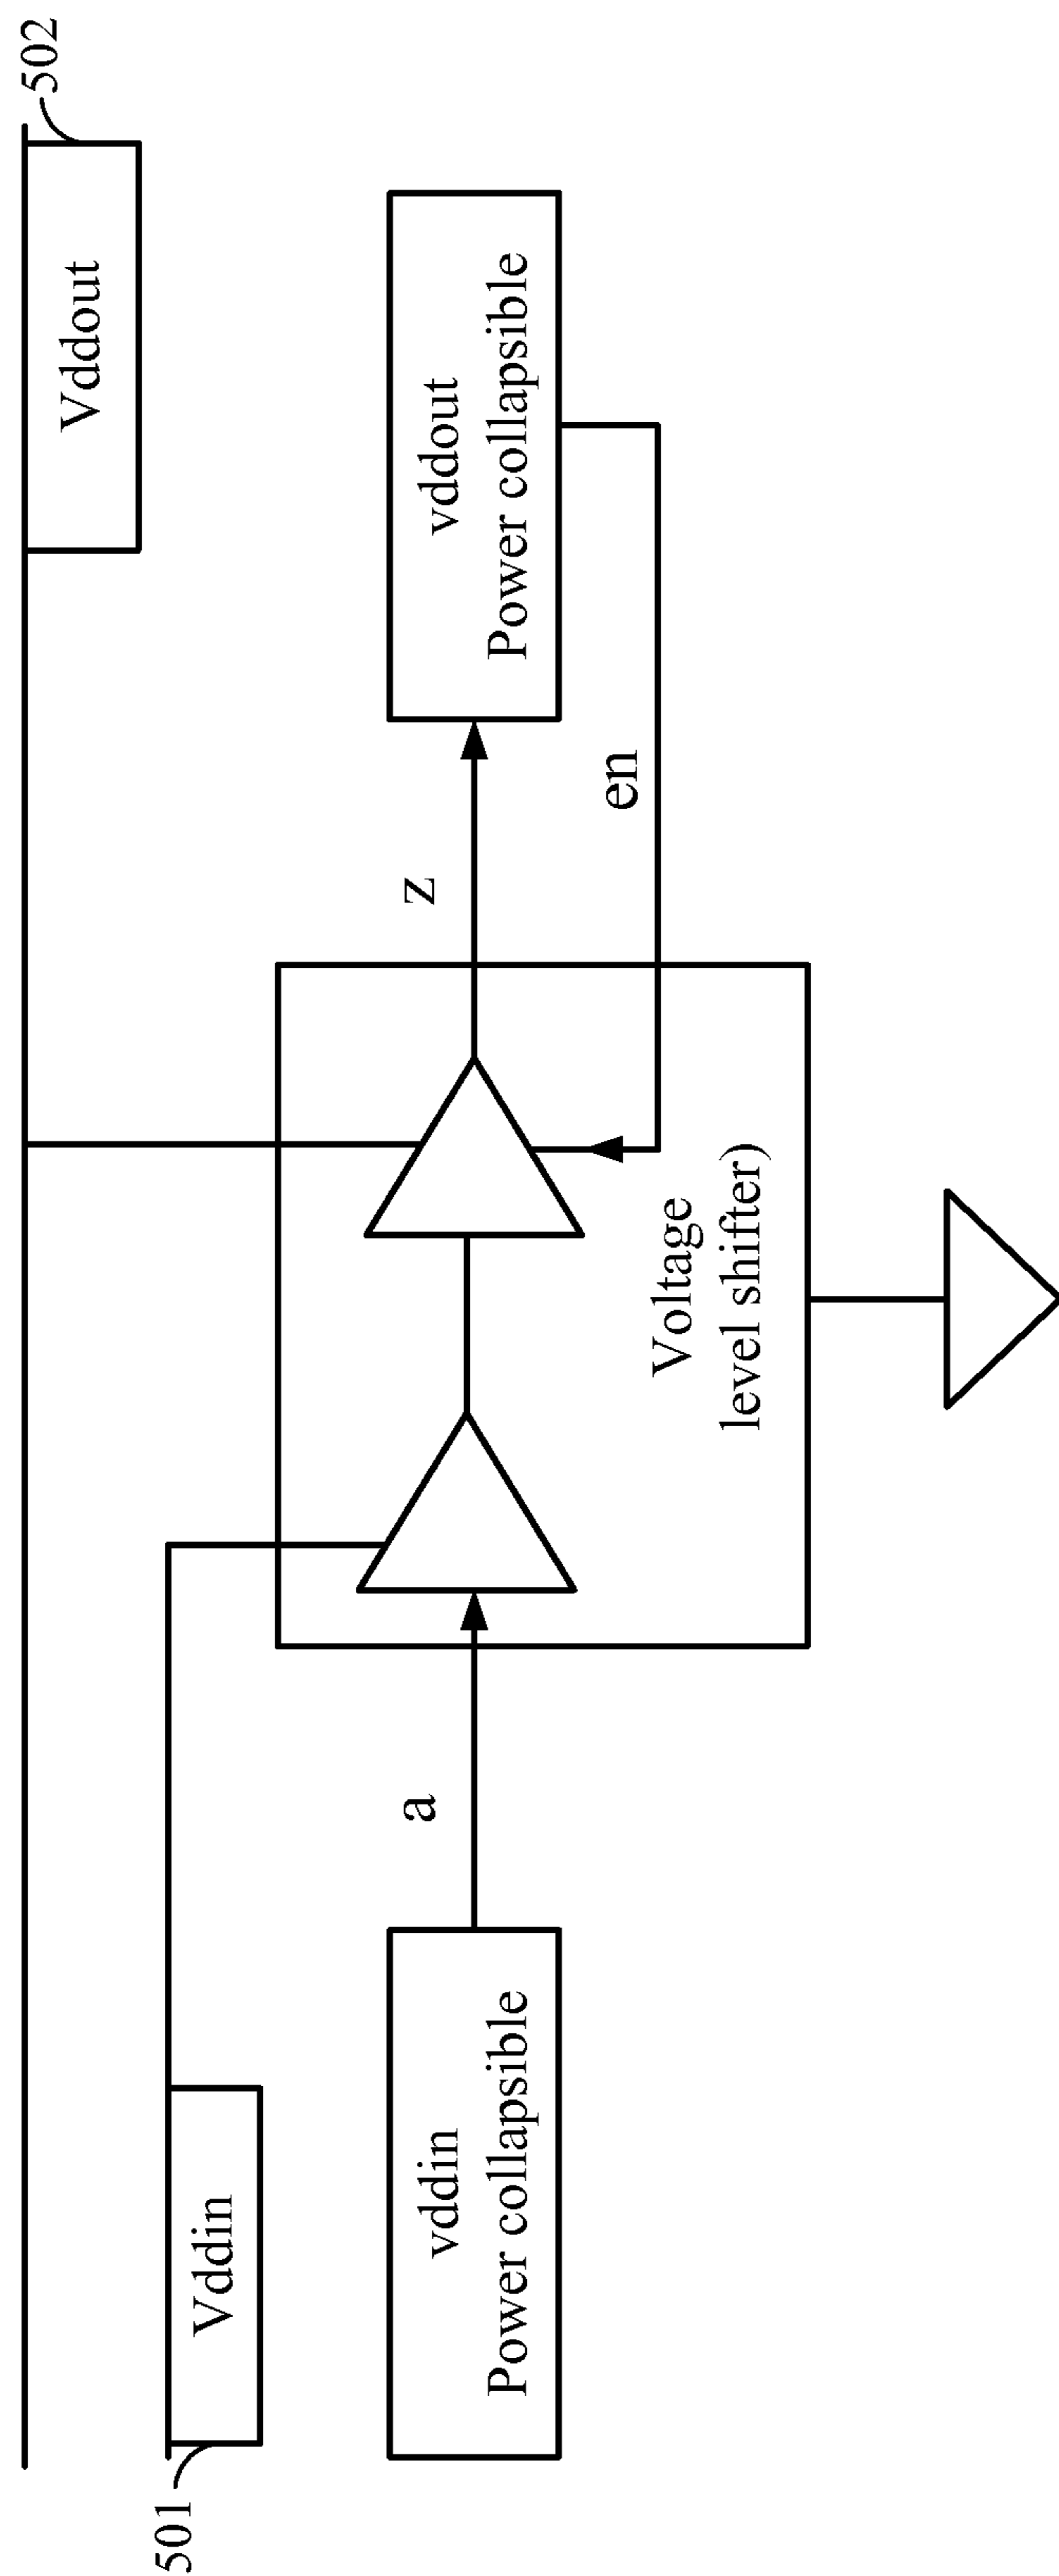 502
Vddout
501
Vddin
vddin
Power collapsible
a
Voltage
level shifter)
z
en
vddout
Power collapsible